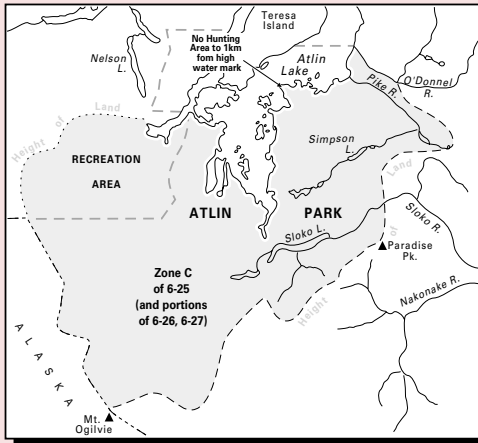 Teresa
Island
No Hunting
Area to 1km
fom high
water mark
Nelson
L.
Atlin
Lake
Pike R.
O'Donnel
R.
Height of Land
RECREATION
AREA
Simpson
L.
ATLIN PARK
Height of Land
Sloko L.
Sloko R.
Paradise
Pk.
Nakonake R.
Zone C
of 6-25
(and portions
of 6-26, 6-27)
ALASKA
Mt.
Ogilvie